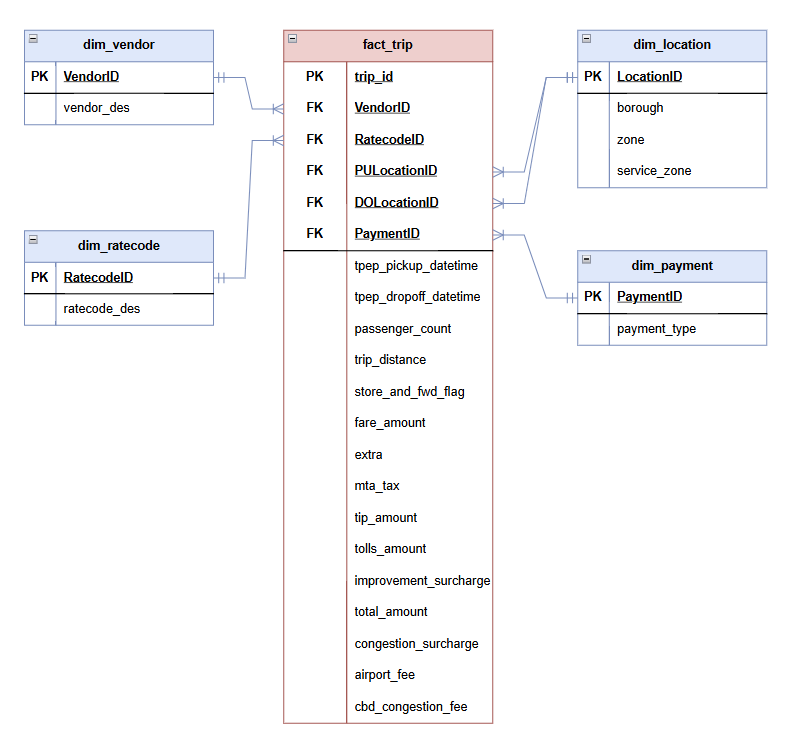 dim_vendor
PK VendorID
vendor_des
dim_ratecode
PK RatecodeID
ratecode_des
fact_trip
PK trip_id
FK VendorID
FK RatecodeID
FK PULocationID
FK DOLocationID
FK PaymentID
tpep_pickup_datetime
tpep_dropoff_datetime
passenger_count
trip_distance
store_and_fwd_flag
fare_amount
extra
mta_tax
tip_amount
tolls_amount
improvement_surcharge
total_amount
congestion_surcharge
airport_fee
cbd_congestion_fee
dim_location
PK LocationID
borough
zone
service_zone
dim_payment
PK PaymentID
payment_type